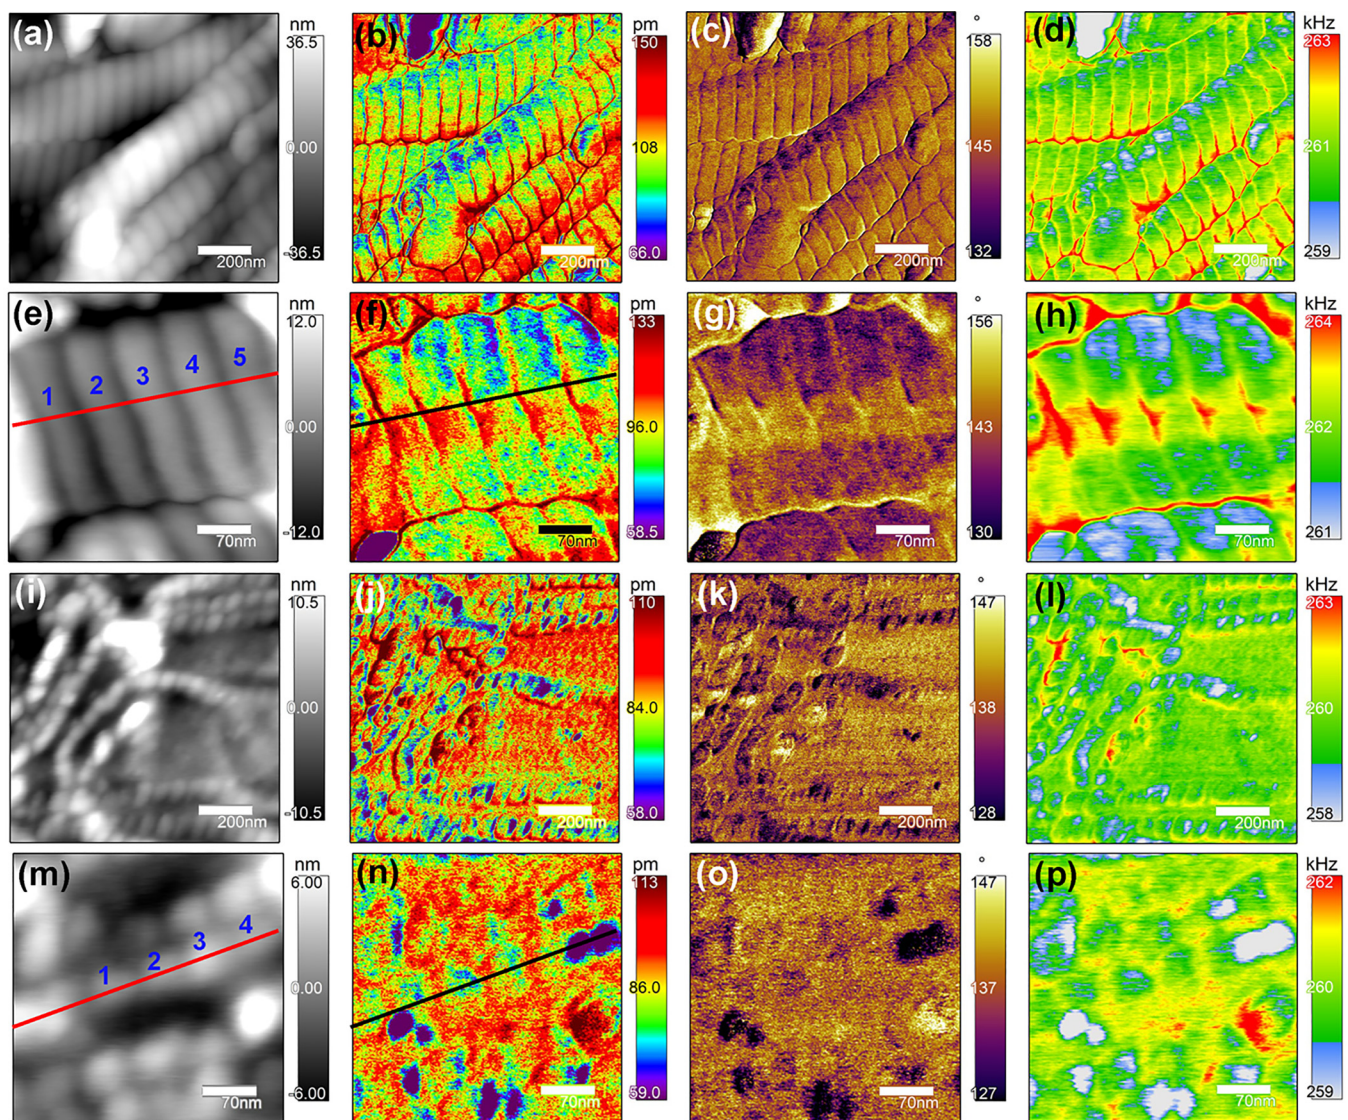 (a)
nm
36.5
0.00
-36.5
200nm
(b)
pm
150
108
66.0
200nm
(c)
°
158
145
132
200nm
(d)
kHz
263
261
259
200nm
(e)
1 2 3 4 5
nm
12.0
0.00
-12.0
70nm
(f)
pm
133
96.0
58.5
70nm
(g)
°
156
143
130
70nm
(h)
kHz
264
262
261
70nm
(i)
nm
10.5
0.00
-10.5
200nm
(j)
pm
110
84.0
58.0
200nm
(k)
°
147
138
128
200nm
(l)
kHz
263
260
258
200nm
(m)
1 2 3 4
nm
6.00
0.00
-6.00
70nm
(n)
pm
113
86.0
59.0
70nm
(o)
°
147
137
127
70nm
(p)
kHz
262
260
259
70nm